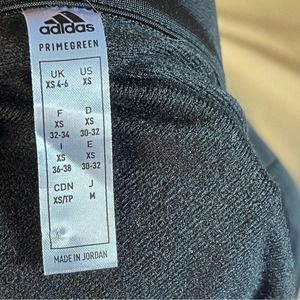 adidas
PRIMEGREEN
UK US
XS 4-6 XS
F D
XS XS
32-34 30-32
I E
XS XS
36-38 30-32
CDN J
XS/TP M
MADE IN JORDAN